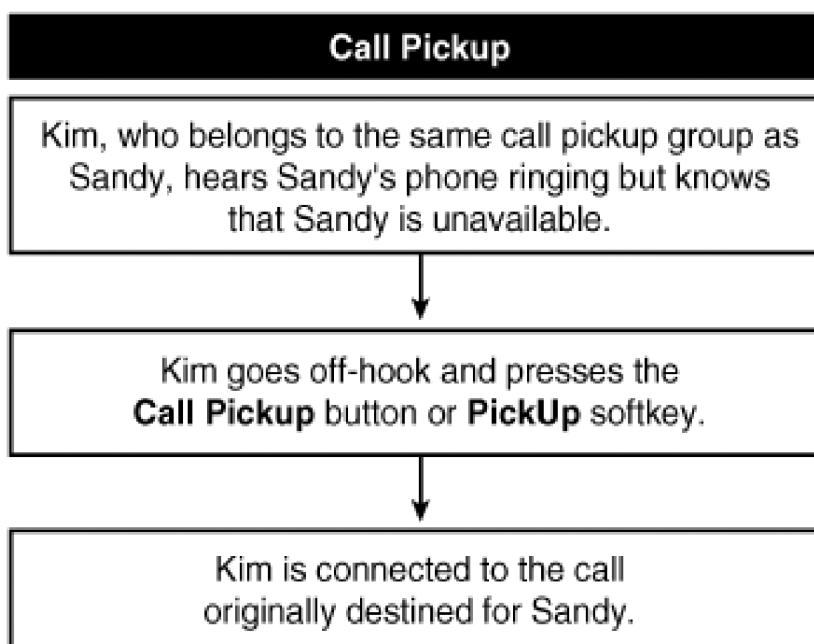 Call Pickup
Kim, who belongs to the same call pickup group as
Sandy, hears Sandy's phone ringing but knows
that Sandy is unavailable.
Kim goes off-hook and presses the
Call Pickup button or PickUp softkey.
Kim is connected to the call
originally destined for Sandy.